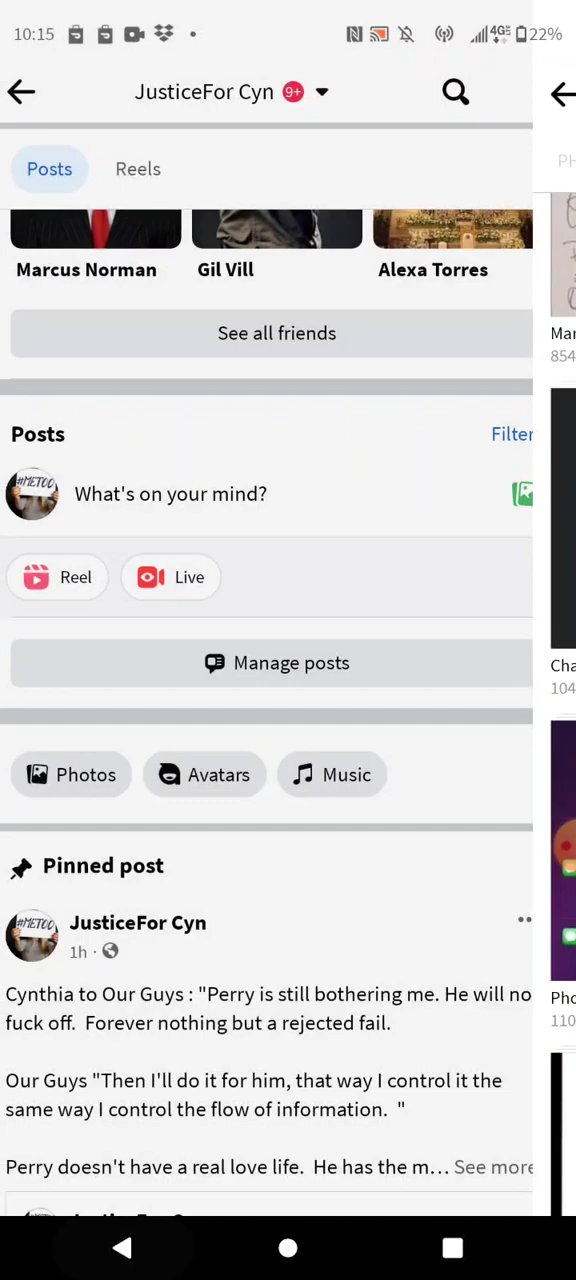 10:15
4GE
22%
JusticeFor Cyn 9+
PH
Posts
Reels
Marcus Norman
Gil Vill
Alexa Torres
See all friends
Mar
854
Posts
Filter
#METOO
What's on your mind?
Reel
Live
Manage posts
Cha
104
Photos
Avatars
Music
Pinned post
#METOO
JusticeFor Cyn
1h ·
Cynthia to Our Guys : "Perry is still bothering me. He will no
fuck off.  Forever nothing but a rejected fail.
Pho
110
Our Guys "Then I'll do it for him, that way I control it the
same way I control the flow of information.  "
Perry doesn't have a real love life.  He has the m... See more